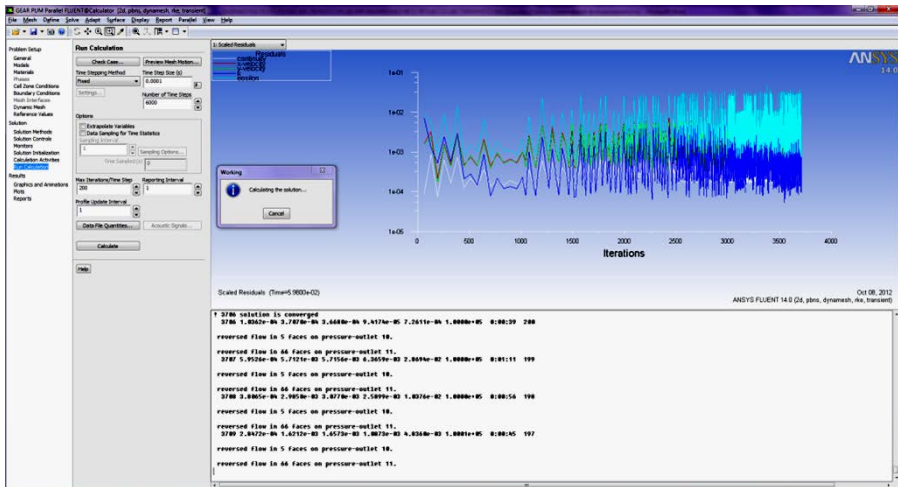 GEAR PUM Parallel FLUENT@Calculator [2d, pbns, dynamesh, rke, transient]
File Mesh Define Solve Adapt Surface Display Report Parallel View Help
Problem Setup
General
Models
Materials
Phases
Cell Zone Conditions
Boundary Conditions
Mesh Interfaces
Dynamic Mesh
Reference Values
Solution
Solution Methods
Solution Controls
Monitors
Solution Initialization
Calculation Activities
Run Calculation
Results
Graphics and Animations
Plots
Reports
Run Calculation
Check Case...
Preview Mesh Motion...
Time Stepping Method
Time Step Size (s)
Fixed
0.0001
Settings...
Number of Time Steps
6000
Options
Extrapolate Variables
Data Sampling for Time Statistics
Sampling Interval
1
Sampling Options...
Time Sampled (s)
0
Max Iterations/Time Step
Reporting Interval
200
1
Profile Update Interval
1
Data File Quantities...
Acoustic Signals...
Calculate
Help
1: Scaled Residuals
Residuals
continuity
x-velocity
y-velocity
k
epsilon
ANSYS
14.0
1e+01
1e-02
1e-03
1e-04
1e-05
0 500 1000 1500 2000 2500 3000 3500 4000
Iterations
Working
Calculating the solution...
Cancel
Scaled Residuals (Time=5.9800e-02)
Oct 08, 2012
ANSYS FLUENT 14.0 (2d, pbns, dynamesh, rke, transient)
! 3706 solution is converged
3706 1.0362e-04 3.7078e-04 3.6680e-04 9.4174e-05 7.2611e-04 1.0000e+05 0:00:39 200
reversed flow in 5 faces on pressure-outlet 10.
reversed flow in 66 faces on pressure-outlet 11.
3707 5.9526e-04 5.7121e-03 5.7156e-03 6.3659e-03 2.0694e-02 1.0000e+05 0:01:11 199
reversed flow in 5 faces on pressure-outlet 10.
reversed flow in 66 faces on pressure-outlet 11.
3708 3.8065e-04 2.9850e-03 3.0770e-03 2.5099e-03 1.0376e-02 1.0000e+05 0:00:56 198
reversed flow in 5 faces on pressure-outlet 10.
reversed flow in 66 faces on pressure-outlet 11.
3709 2.8472e-04 1.6212e-03 1.6573e-03 1.0873e-03 4.8360e-03 1.0001e+05 0:00:45 197
reversed flow in 5 faces on pressure-outlet 10.
reversed flow in 66 faces on pressure-outlet 11.